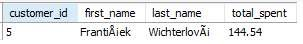 customer_id first_name last_name total_spent
5 FrantiÅ¡ek WichterlovÃ¡ 144.54